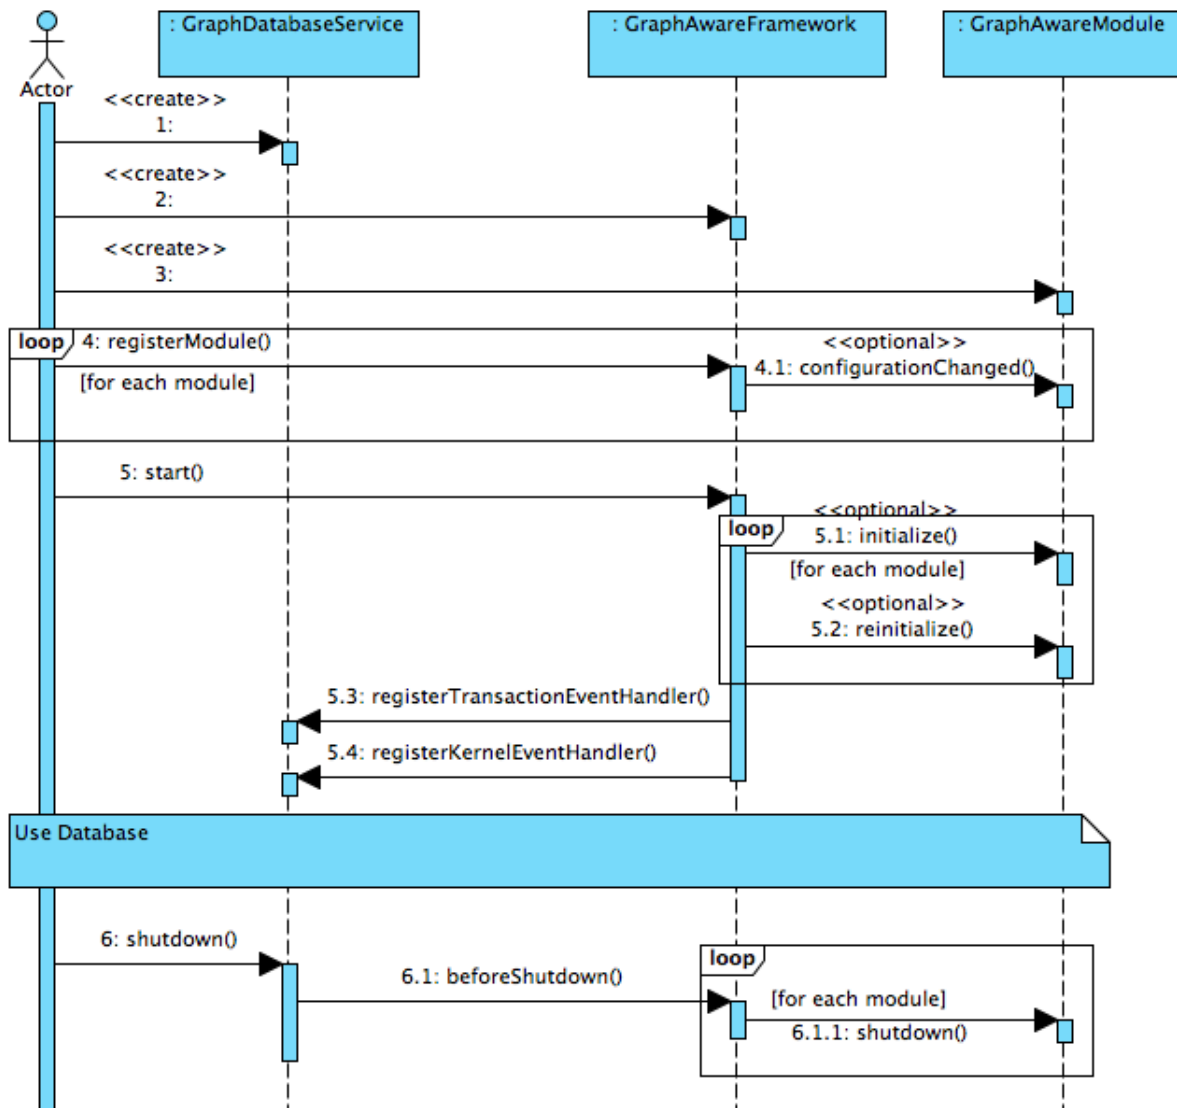 : GraphDatabaseService
: GraphAwareFramework
: GraphAwareModule
Actor
<<create>>
1:
<<create>>
2:
<<create>>
3:
loop
4: registerModule()
[for each module]
<<optional>>
4.1: configurationChanged()
5: start()
<<optional>>
loop
5.1: initialize()
[for each module]
<<optional>>
5.2: reinitialize()
5.3: registerTransactionEventHandler()
5.4: registerKernelEventHandler()
Use Database
6: shutdown()
6.1: beforeShutdown()
loop
[for each module]
6.1.1: shutdown()